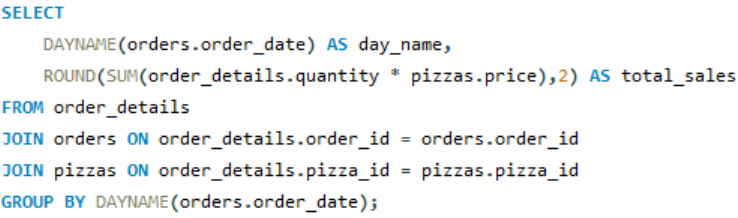 SELECT
    DAYNAME(orders.order_date) AS day_name,
    ROUND(SUM(order_details.quantity * pizzas.price),2) AS total_sales
FROM order_details
JOIN orders ON order_details.order_id = orders.order_id
JOIN pizzas ON order_details.pizza_id = pizzas.pizza_id
GROUP BY DAYNAME(orders.order_date);